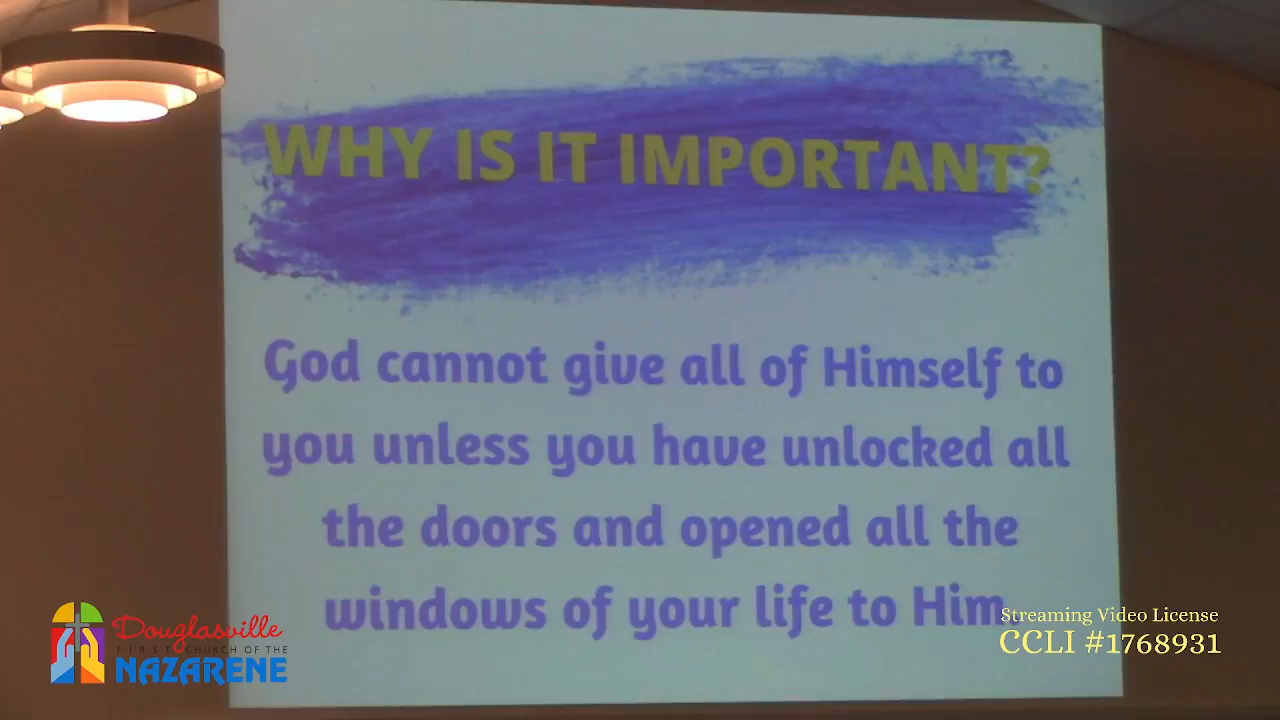 WHY IS IT IMPORTANT?
God cannot give all of Himself to
you unless you have unlocked all
the doors and opened all the
windows of your life to Him.
Douglasville
FIRST CHURCH OF THE
NAZARENE
Streaming Video License
CCLI #1768931